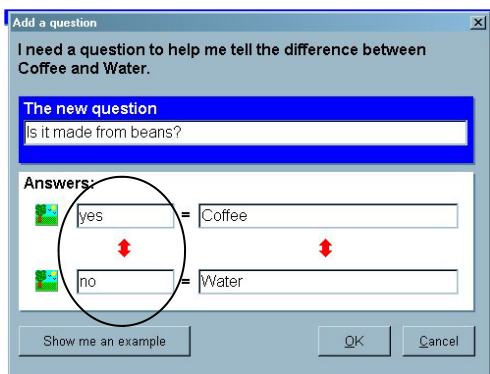 Add a question
I need a question to help me tell the difference between
Coffee and Water.
The new question
Is it made from beans?
Answers:
yes = Coffee
no = Water
Show me an example OK Cancel